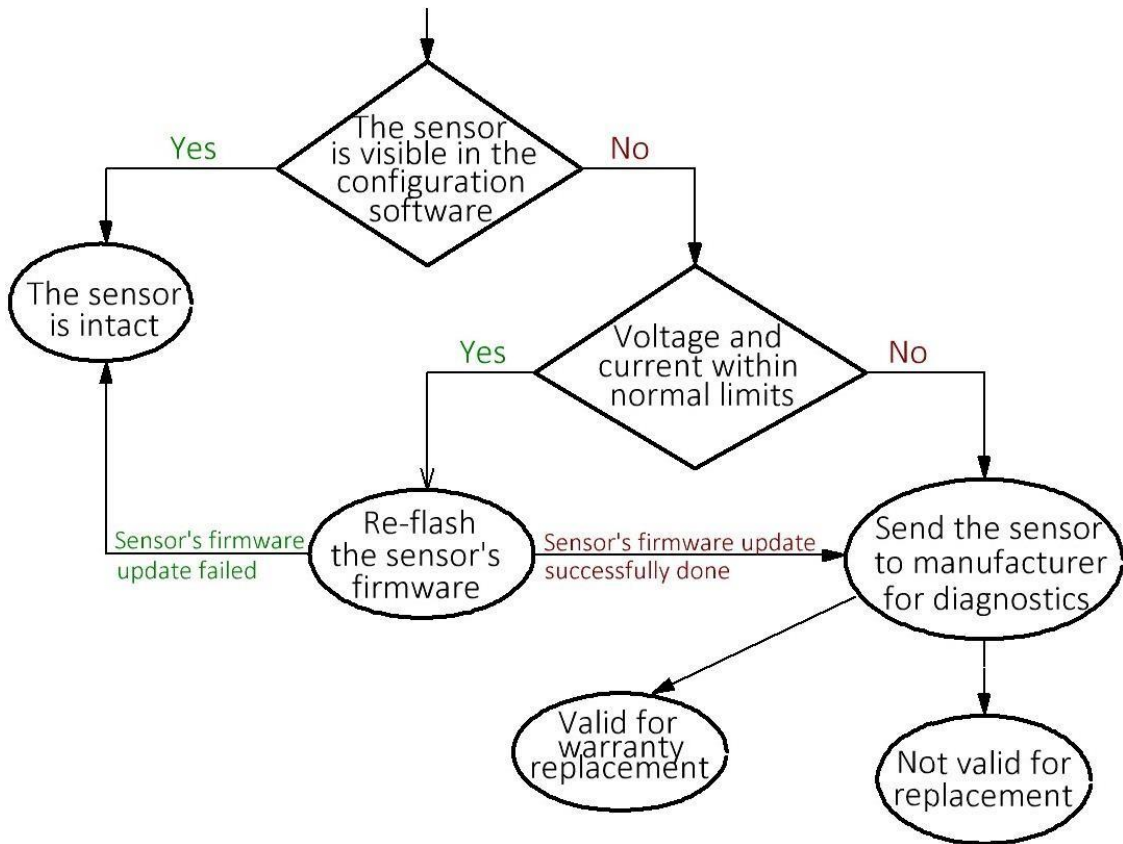 The sensor
is visible in the
configuration
software
Yes
No
The sensor
is intact
Voltage and
current within
normal limits
Yes
No
Re-flash
the sensor's
firmware
Sensor's firmware
update failed
Sensor's firmware update
successfully done
Send the sensor
to manufacturer
for diagnostics
Valid for
warranty
replacement
Not valid for
replacement